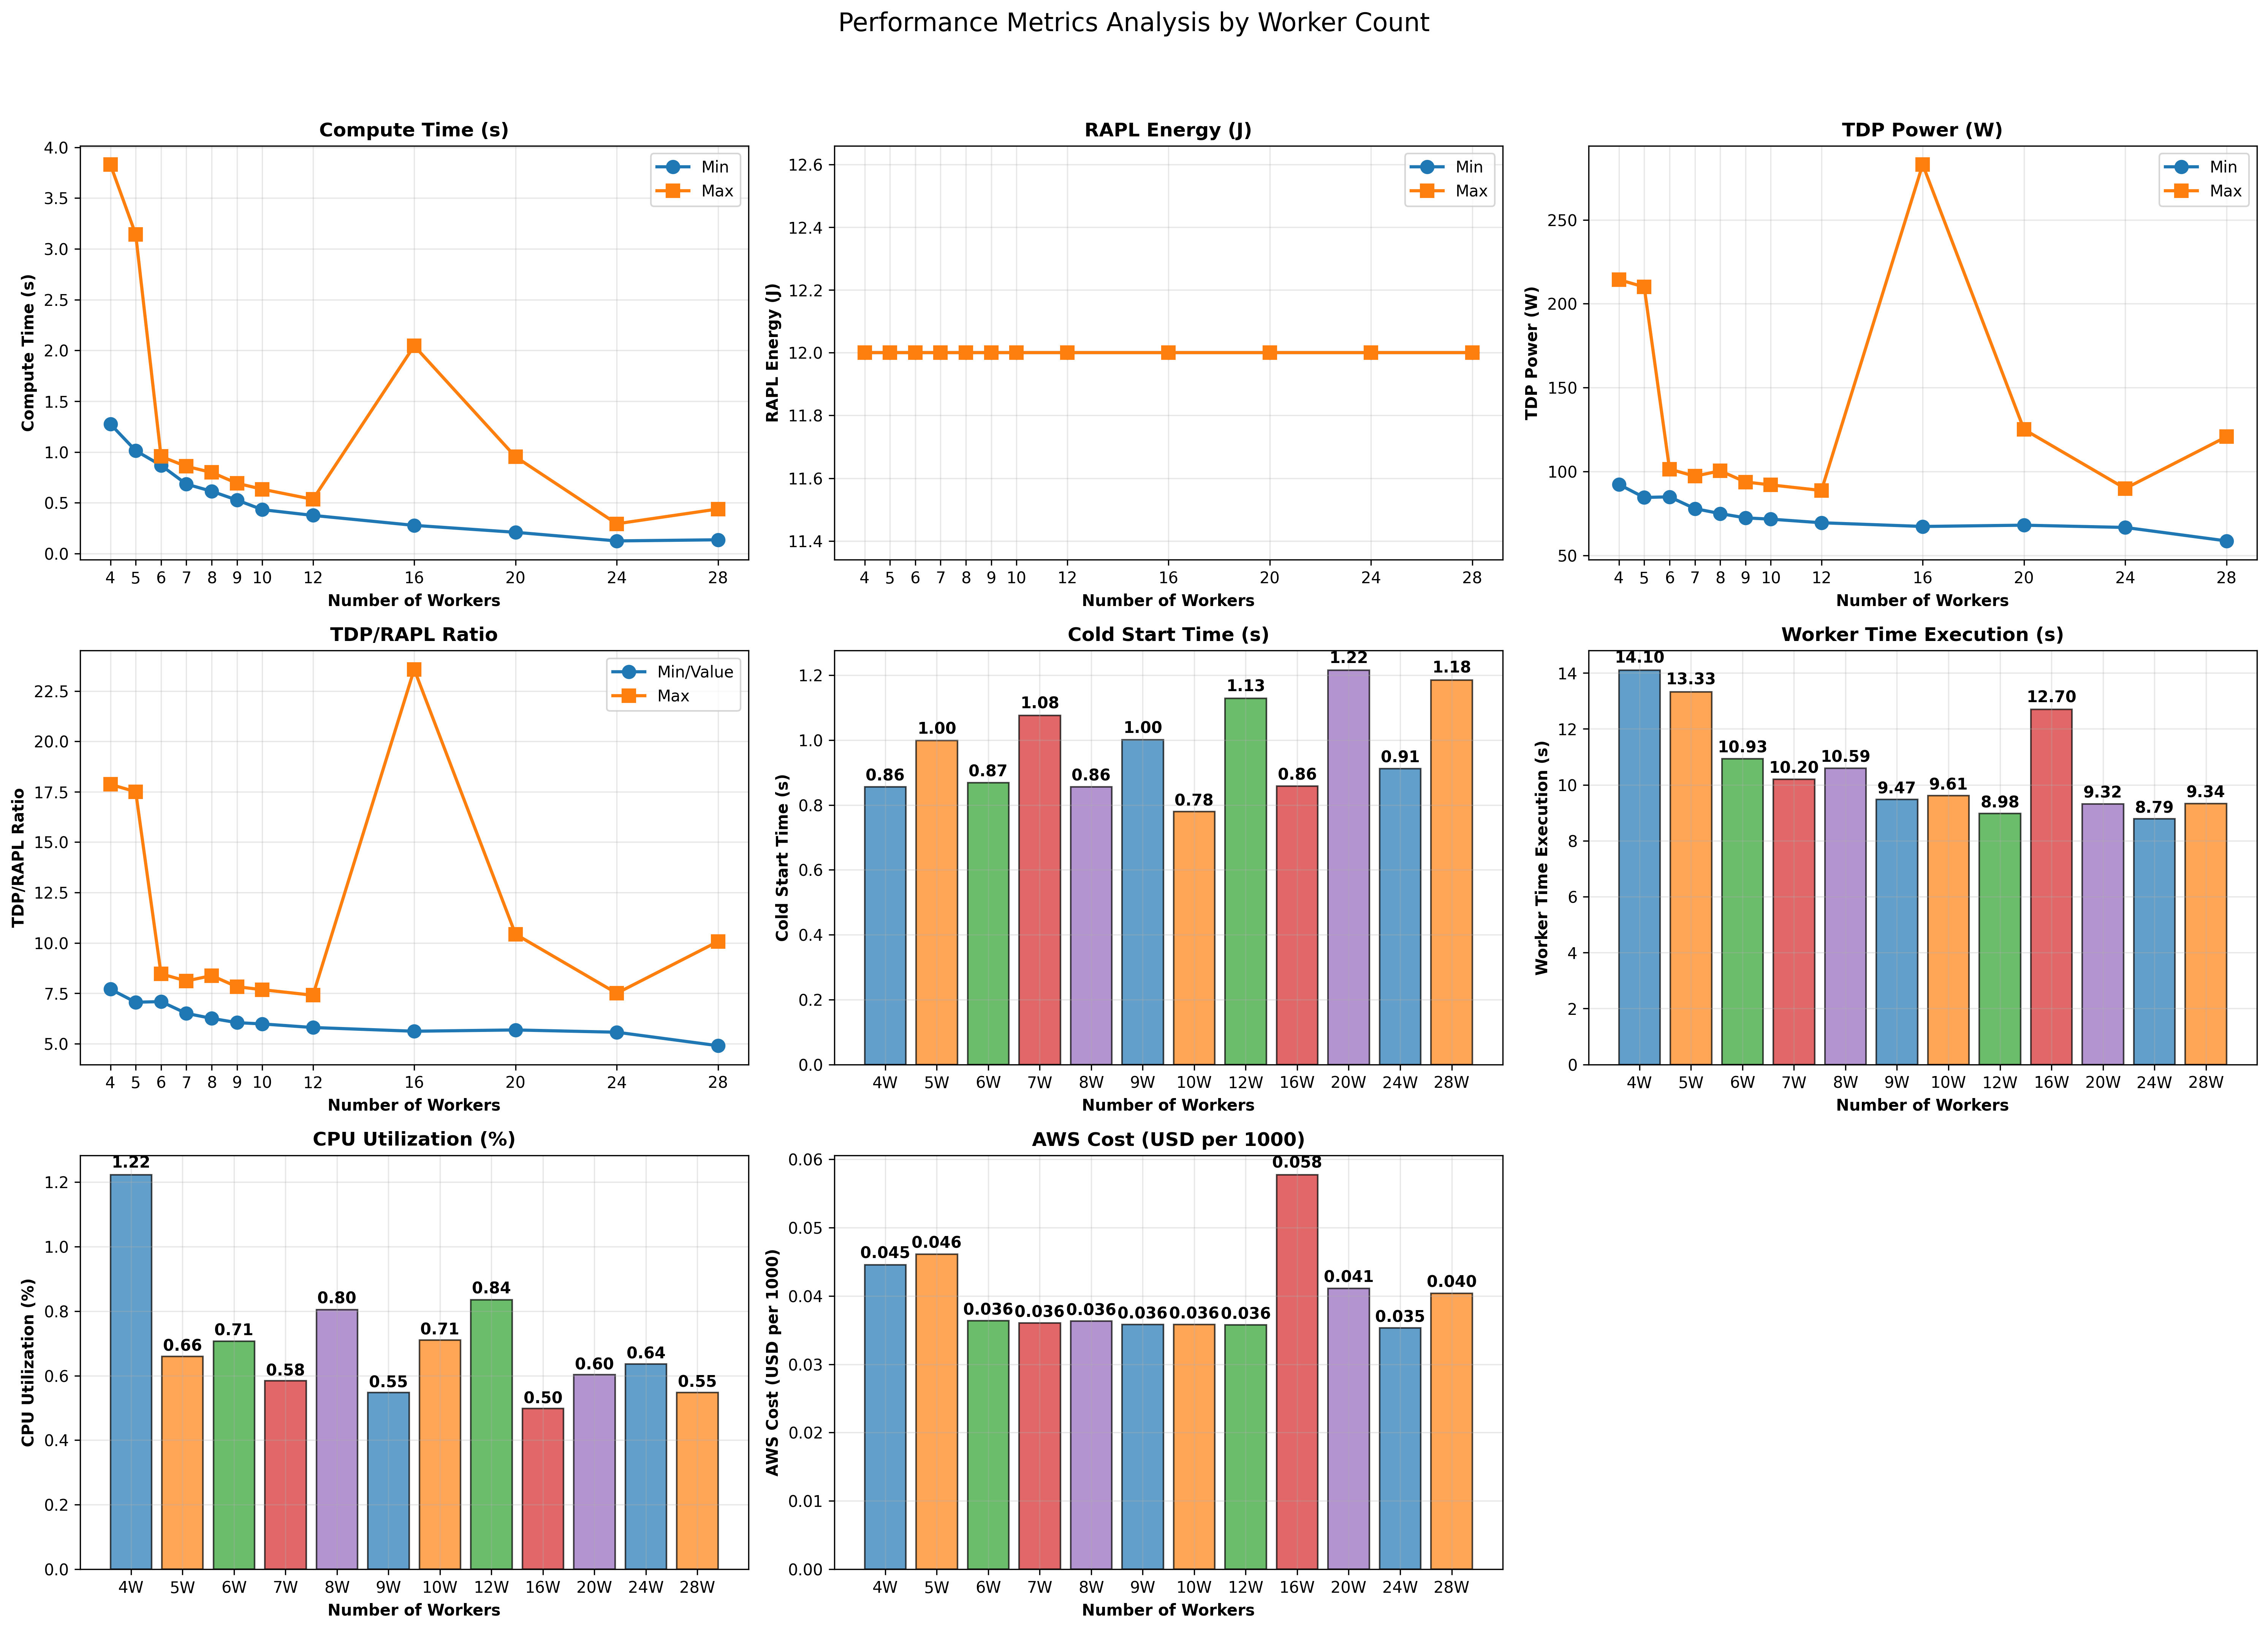 Performance Metrics Analysis by Worker Count
Compute Time (s)
Compute Time (s)
4.0
3.5
3.0
2.5
2.0
1.5
1.0
0.5
0.0
Min
Max
4 5 6 7 8 9 10 12 16 20 24 28
Number of Workers
RAPL Energy (J)
RAPL Energy (J)
12.6
12.4
12.2
12.0
11.8
11.6
11.4
Min
Max
4 5 6 7 8 9 10 12 16 20 24 28
Number of Workers
TDP Power (W)
TDP Power (W)
250
200
150
100
50
Min
Max
4 5 6 7 8 9 10 12 16 20 24 28
Number of Workers
TDP/RAPL Ratio
TDP/RAPL Ratio
22.5
20.0
17.5
15.0
12.5
10.0
7.5
5.0
Min/Value
Max
4 5 6 7 8 9 10 12 16 20 24 28
Number of Workers
Cold Start Time (s)
Cold Start Time (s)
1.2
1.0
0.8
0.6
0.4
0.2
0.0
0.86 1.00 0.87 1.08 0.86 1.00 0.78 1.13 0.86 1.22 0.91 1.18
4W 5W 6W 7W 8W 9W 10W 12W 16W 20W 24W 28W
Number of Workers
Worker Time Execution (s)
Worker Time Execution (s)
14
12
10
8
6
4
2
0
14.10 13.33 10.93 10.20 10.59 9.47 9.61 8.98 12.70 9.32 8.79 9.34
4W 5W 6W 7W 8W 9W 10W 12W 16W 20W 24W 28W
Number of Workers
CPU Utilization (%)
CPU Utilization (%)
1.2
1.0
0.8
0.6
0.4
0.2
0.0
1.22 0.66 0.71 0.58 0.80 0.55 0.71 0.84 0.50 0.60 0.64 0.55
4W 5W 6W 7W 8W 9W 10W 12W 16W 20W 24W 28W
Number of Workers
AWS Cost (USD per 1000)
AWS Cost (USD per 1000)
0.06
0.05
0.04
0.03
0.02
0.01
0.00
0.045 0.046 0.036 0.036 0.036 0.036 0.036 0.036 0.058 0.041 0.035 0.040
4W 5W 6W 7W 8W 9W 10W 12W 16W 20W 24W 28W
Number of Workers